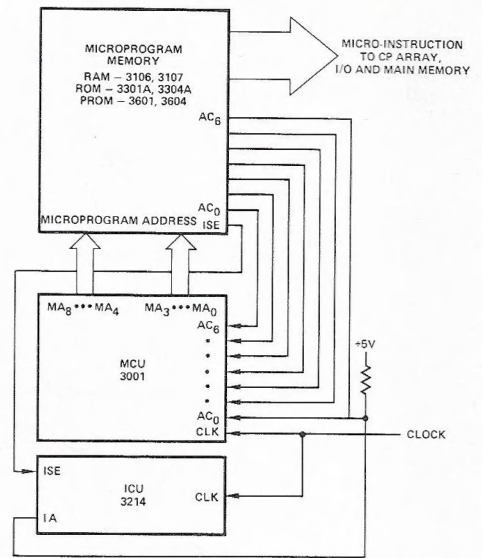 MICROPROGRAM
MEMORY
RAM – 3106, 3107
ROM – 3301A, 3304A
PROM – 3601, 3604
MICRO-INSTRUCTION
TO CP ARRAY,
I/O AND MAIN MEMORY
AC6
AC0
MICROPROGRAM ADDRESS
ISE
MA8 ••• MA4 MA3 ••• MA0
AC6
MCU
3001
+5V
AC0
CLK
CLOCK
ISE
ICU
3214
CLK
IA